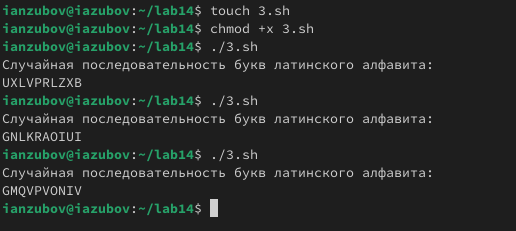 ianzubov@iazubov:~/lab14$ touch 3.sh
ianzubov@iazubov:~/lab14$ chmod +x 3.sh
ianzubov@iazubov:~/lab14$ ./3.sh
Случайная последовательность букв латинского алфавита:
UXLVPRLZXB
ianzubov@iazubov:~/lab14$ ./3.sh
Случайная последовательность букв латинского алфавита:
GNLKRAOIUI
ianzubov@iazubov:~/lab14$ ./3.sh
Случайная последовательность букв латинского алфавита:
GMQVPVONIV
ianzubov@iazubov:~/lab14$